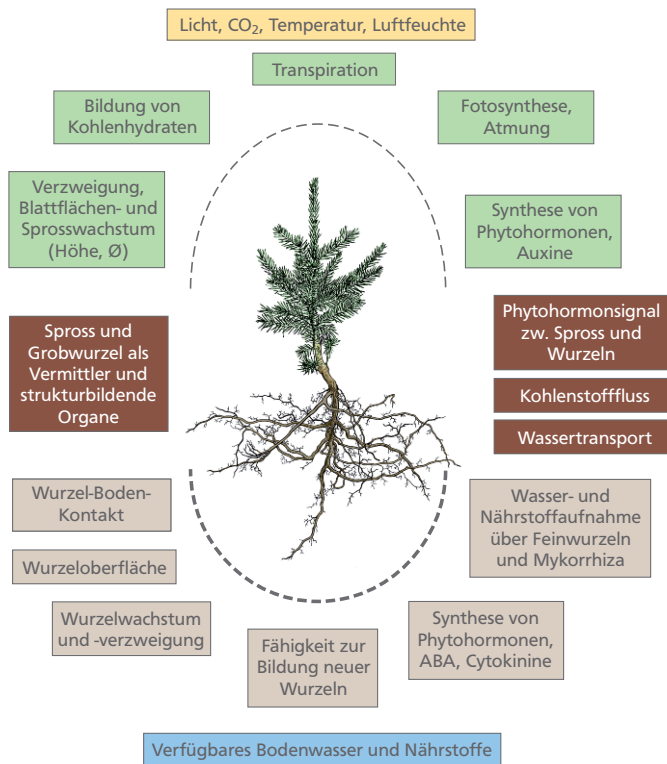 Licht, CO₂, Temperatur, Luftfeuchte
Transpiration
Bildung von
Kohlenhydraten
Fotosynthese,
Atmung
Verzweigung,
Blattflächen- und
Sprosswachstum
(Höhe, Ø)
Synthese von
Phytohormonen,
Auxine
Spross und
Grobwurzel als
Vermittler und
strukturbildende
Organe
Phytohormonsignal
zw. Spross und
Wurzeln
Kohlenstofffluss
Wassertransport
Wurzel-Boden-
Kontakt
Wasser- und
Nährstoffaufnahme
über Feinwurzeln
und Mykorrhiza
Wurzeloberfläche
Wurzelwachstum
und -verzweigung
Fähigkeit zur
Bildung neuer
Wurzeln
Synthese von
Phytohormonen,
ABA, Cytokinine
Verfügbares Bodenwasser und Nährstoffe